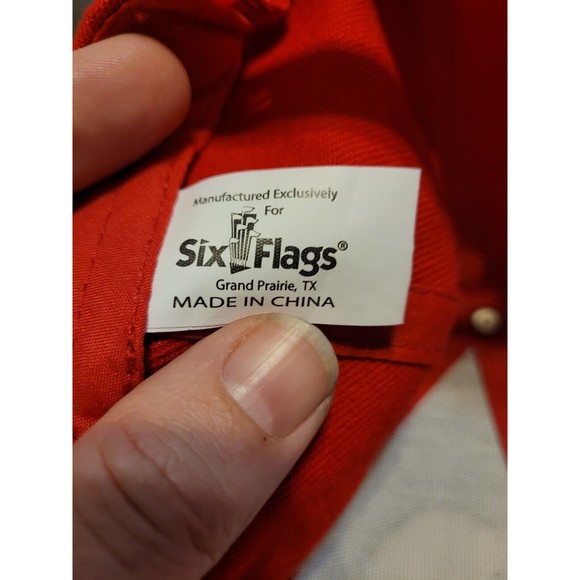 Manufactured Exclusively
For
Six Flags®
Grand Prairie, TX
MADE IN CHINA